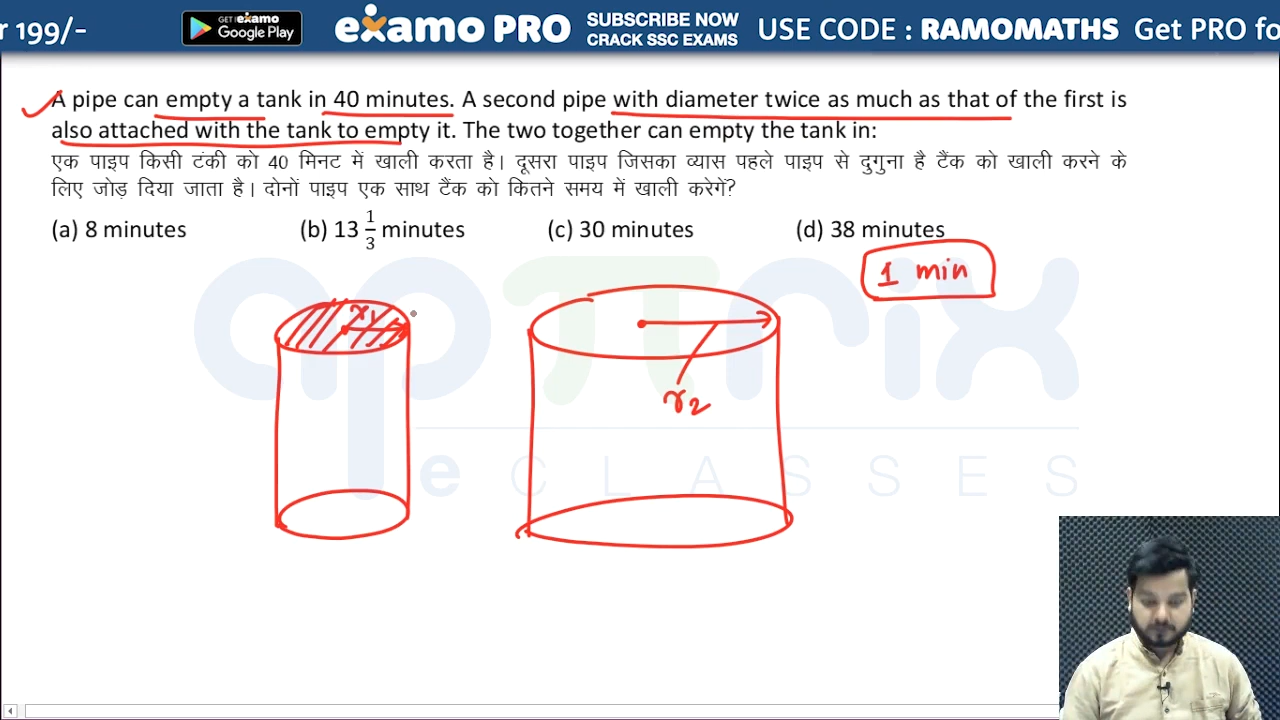 r 199/-
GET IT examo
Google Play
examo PRO
SUBSCRIBE NOW
CRACK SSC EXAMS
USE CODE : RAMOMATHS Get PRO fo
A pipe can empty a tank in 40 minutes. A second pipe with diameter twice as much as that of the first is
also attached with the tank to empty it. The two together can empty the tank in:
एक पाइप किसी टंकी को 40 मिनट में खाली करता है। दूसरा पाइप जिसका व्यास पहले पाइप से दुगुना है टैंक को खाली करने के
लिए जोड़ दिया जाता है। दोनों पाइप एक साथ टैंक को कितने समय में खाली करेगें?
(a) 8 minutes (b) 13 1/3 minutes (c) 30 minutes (d) 38 minutes
1 min
r1
r2
apπrix
e CLASSES